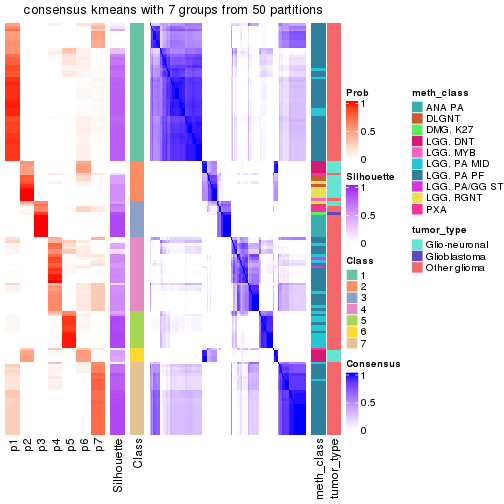 consensus kmeans with 7 groups from 50 partitions
Prob
1
0.5
0
Silhouette
1
0.5
0
Class
1
2
3
4
5
6
7
Consensus
1
0.5
0
meth_class
ANA PA
DLGNT
DMG. K27
LGG. DNT
LGG. MYB
LGG. PA MID
LGG. PA PF
LGG. PA/GG ST
LGG. RGNT
PXA
tumor_type
Glio-neuronal
Glioblastoma
Other glioma
p1
p2
p3
p4
p5
p6
p7
Silhouette
Class
meth_class
tumor_type